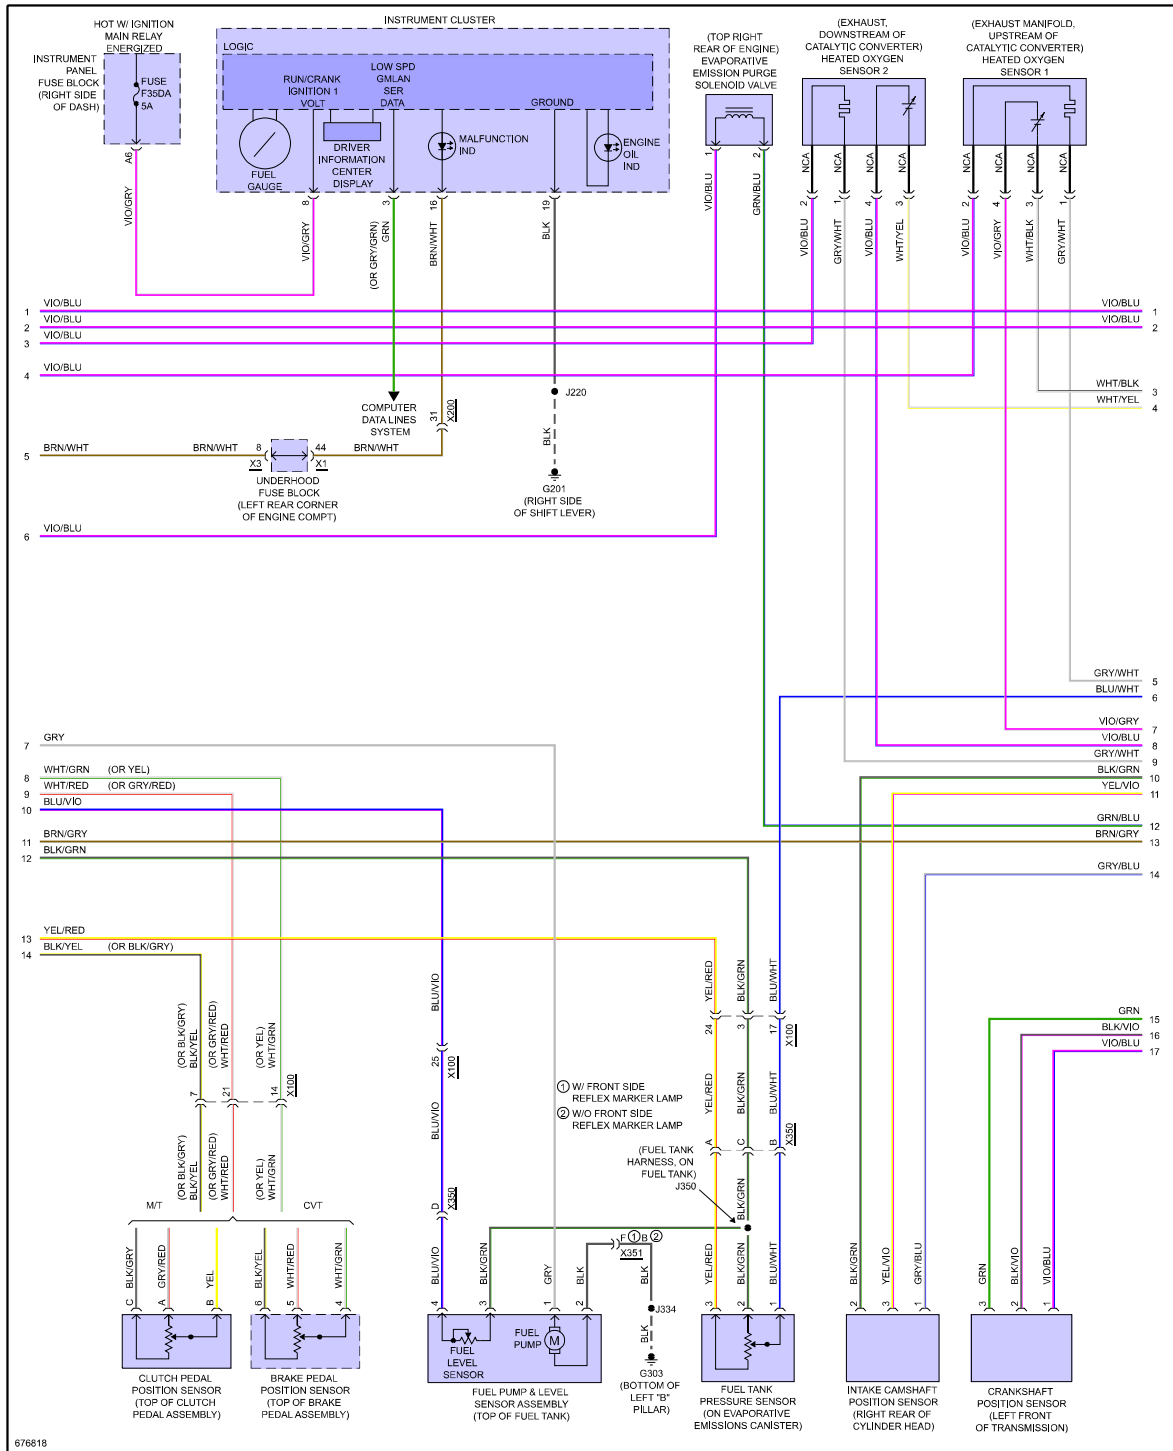 HOT W/ IGNITION
MAIN RELAY
ENERGIZED
INSTRUMENT
PANEL
FUSE BLOCK
(RIGHT SIDE
OF DASH)
FUSE
F35DA
5A
A6
VIO/GRY
INSTRUMENT CLUSTER
LOGIC
RUN/CRANK
IGNITION 1
VOLT
LOW SPD
GMLAN
SER
DATA
GROUND
FUEL
GAUGE
DRIVER
INFORMATION
CENTER
DISPLAY
MALFUNCTION
IND
ENGINE
OIL
IND
8
3
16
19
VIO/GRY
(OR GRY/GRN)
GRN
BRN/WHT
BLK
(TOP RIGHT
REAR OF ENGINE)
EVAPORATIVE
EMISSION PURGE
SOLENOID VALVE
1
2
VIO/BLU
GRN/BLU
(EXHAUST,
DOWNSTREAM OF
CATALYTIC CONVERTER)
HEATED OXYGEN
SENSOR 2
NCA
NCA
NCA
NCA
2
1
4
3
VIO/BLU
GRY/WHT
VIO/BLU
WHT/YEL
(EXHAUST MANIFOLD,
UPSTREAM OF
CATALYTIC CONVERTER)
HEATED OXYGEN
SENSOR 1
NCA
NCA
NCA
NCA
2
4
3
1
VIO/BLU
VIO/GRY
WHT/BLK
GRY/WHT
1 VIO/BLU VIO/BLU 1
2 VIO/BLU VIO/BLU 2
3 VIO/BLU
4 VIO/BLU
WHT/BLK 3
WHT/YEL 4
COMPUTER
DATA LINES
SYSTEM
31
X200
J220
BLK
G201
(RIGHT SIDE
OF SHIFT LEVER)
5 BRN/WHT BRN/WHT 8 44 BRN/WHT
X3 X1
UNDERHOOD
FUSE BLOCK
(LEFT REAR CORNER
OF ENGINE COMPT)
6 VIO/BLU
GRY/WHT 5
BLU/WHT 6
VIO/GRY 7
VIO/BLU 8
GRY/WHT 9
BLK/GRN 10
YEL/VIO 11
GRN/BLU 12
BRN/GRY 13
GRY/BLU 14
7 GRY
8 WHT/GRN (OR YEL)
9 WHT/RED (OR GRY/RED)
10 BLU/VIO
11 BRN/GRY
12 BLK/GRN
13 YEL/RED
14 BLK/YEL (OR BLK/GRY)
GRN 15
BLK/VIO 16
VIO/BLU 17
(OR BLK/GRY)
BLK/YEL
(OR GRY/RED)
WHT/RED
(OR YEL)
WHT/GRN
7
21
14
X100
(OR BLK/GRY)
BLK/YEL
(OR GRY/RED)
WHT/RED
(OR YEL)
WHT/GRN
M/T CVT
BLK/GRY
GRY/RED
YEL
C
A
B
CLUTCH PEDAL
POSITION SENSOR
(TOP OF CLUTCH
PEDAL ASSEMBLY)
BLK/YEL
WHT/RED
WHT/GRN
6
5
4
BRAKE PEDAL
POSITION SENSOR
(TOP OF BRAKE
PEDAL ASSEMBLY)
BLU/VIO
25
X100
BLU/VIO
D
X350
BLU/VIO
BLK/GRN
GRY
BLK
4
3
1
2
FUEL
LEVEL
SENSOR
FUEL
PUMP
M
FUEL PUMP & LEVEL
SENSOR ASSEMBLY
(TOP OF FUEL TANK)
1 W/ FRONT SIDE
REFLEX MARKER LAMP
2 W/O FRONT SIDE
REFLEX MARKER LAMP
(FUEL TANK
HARNESS, ON
FUEL TANK)
J350
F 1 B 2
X351
BLK
J334
BLK
G303
(BOTTOM OF
LEFT "B"
PILLAR)
YEL/RED
BLK/GRN
BLU/WHT
24
3
17
X100
YEL/RED
BLK/GRN
BLU/WHT
A
C
B
X350
BLK/GRN
YEL/RED
BLK/GRN
BLU/WHT
3
2
1
FUEL TANK
PRESSURE SENSOR
(ON EVAPORATIVE
EMISSIONS CANISTER)
BLK/GRN
YEL/VIO
GRY/BLU
2
3
1
INTAKE CAMSHAFT
POSITION SENSOR
(RIGHT REAR OF
CYLINDER HEAD)
GRN
BLK/VIO
VIO/BLU
3
2
1
CRANKSHAFT
POSITION SENSOR
(LEFT FRONT
OF TRANSMISSION)
676818